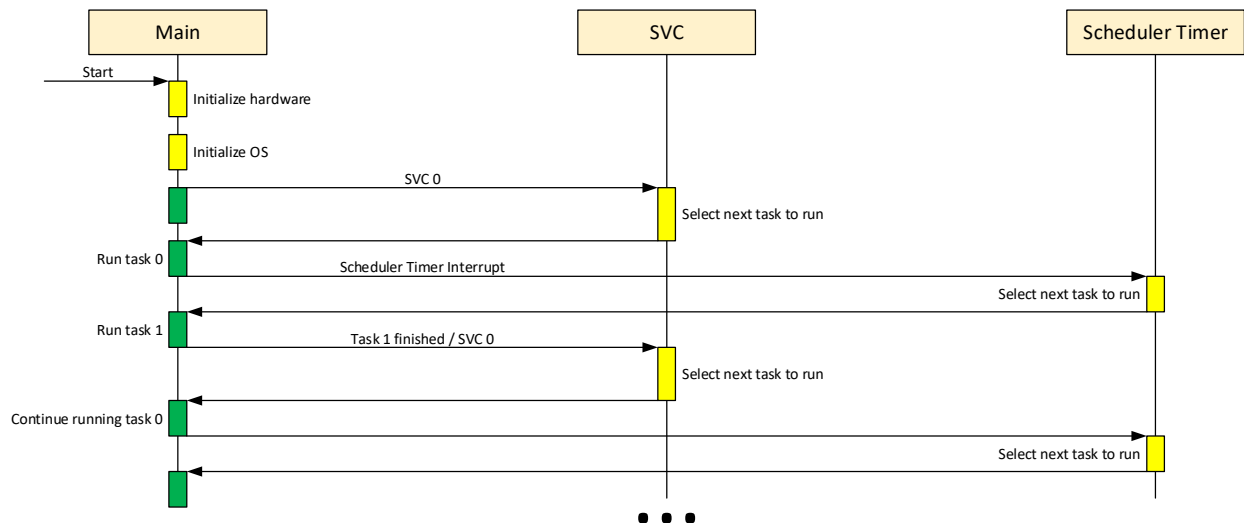 Main
SVC
Scheduler Timer
Start
Initialize hardware
Initialize OS
SVC 0
Select next task to run
Run task 0
Scheduler Timer Interrupt
Select next task to run
Run task 1
Task 1 finished / SVC 0
Select next task to run
Continue running task 0
Select next task to run